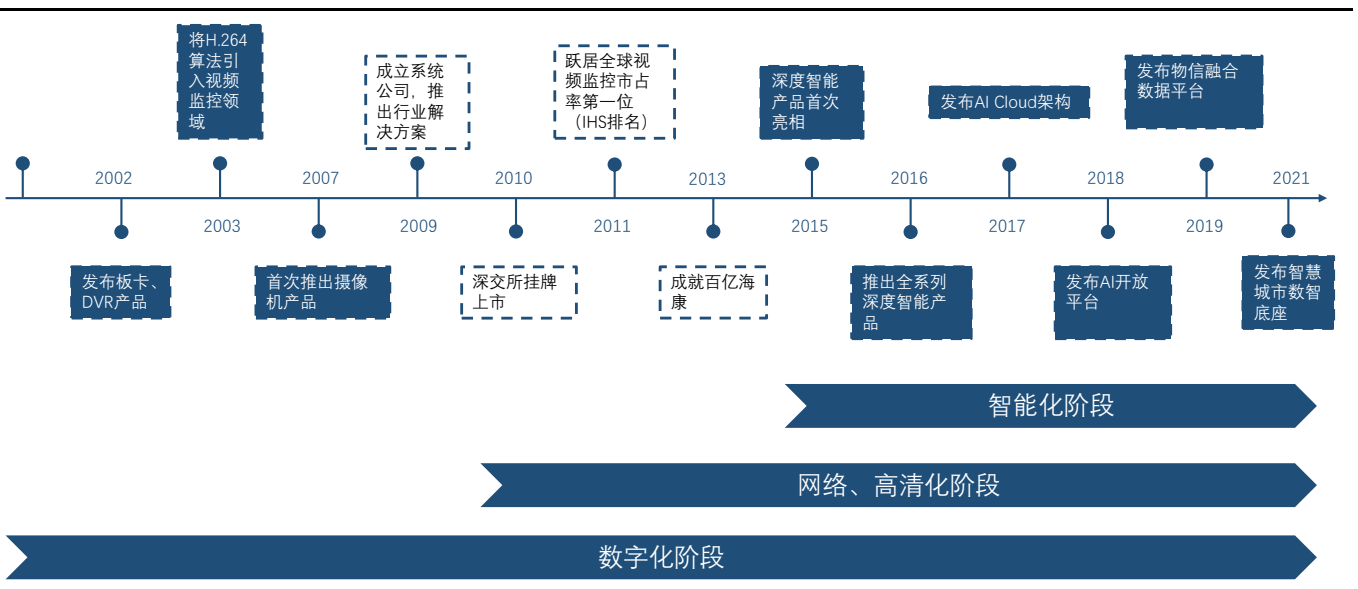 将H.264
算法引
入视频
监控领
域
成立系统
公司，推
出行业解
决方案
跃居全球视
频监控市占
率第一位
（IHS排名）
深度智能
产品首次
亮相
发布AI Cloud架构
发布物信融合
数据平台
2002
2007
2010
2013
2016
2018
2021
2003
2009
2011
2015
2017
2019
发布板卡、
DVR产品
首次推出摄像
机产品
深交所挂牌
上市
成就百亿海
康
推出全系列
深度智能产
品
发布AI开放
平台
发布智慧
城市数智
底座
智能化阶段
网络、高清化阶段
数字化阶段